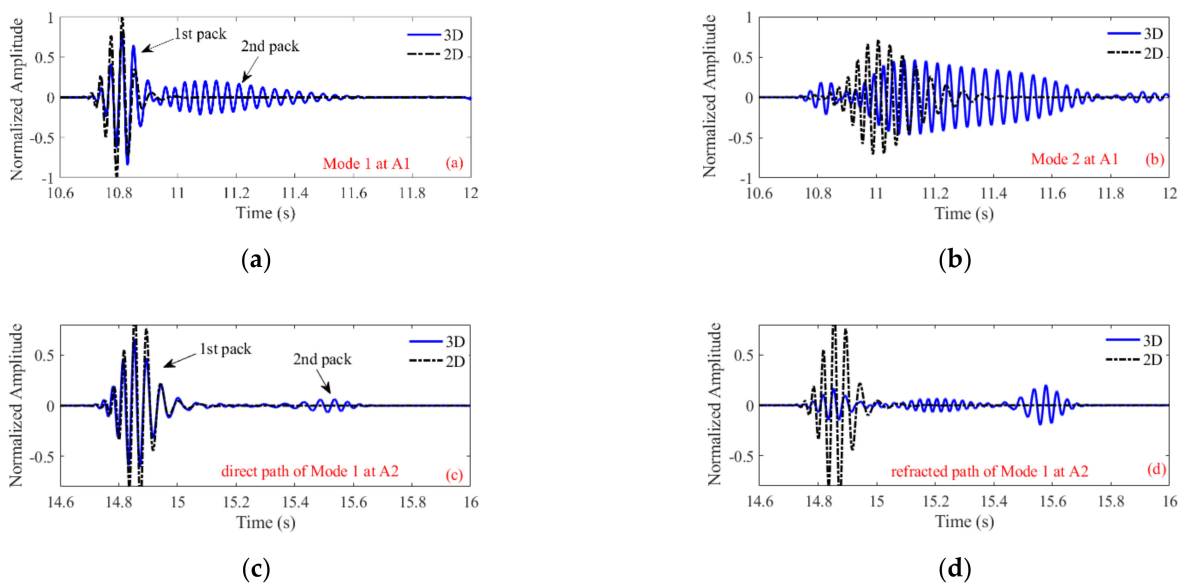 1 1st pack 3D
0.5 2nd pack 2D
0
-0.5
Mode 1 at A1 (a)
-1
10.6 10.8 11 11.2 11.4 11.6 11.8 12
Time (s)
Normalized Amplitude
(a)
1 3D
0.5 2D
0
-0.5
Mode 2 at A1 (b)
-1
10.6 10.8 11 11.2 11.4 11.6 11.8 12
Time (s)
Normalized Amplitude
(b)
3D
0.5 1st pack 2nd pack 2D
0
-0.5
direct path of Mode 1 at A2 (c)
14.6 14.8 15 15.2 15.4 15.6 15.8 16
Time (s)
Normalized Amplitude
(c)
3D
0.5 2D
0
-0.5
refracted path of Mode 1 at A2 (d)
14.6 14.8 15 15.2 15.4 15.6 15.8 16
Time (s)
Normalized Amplitude
(d)